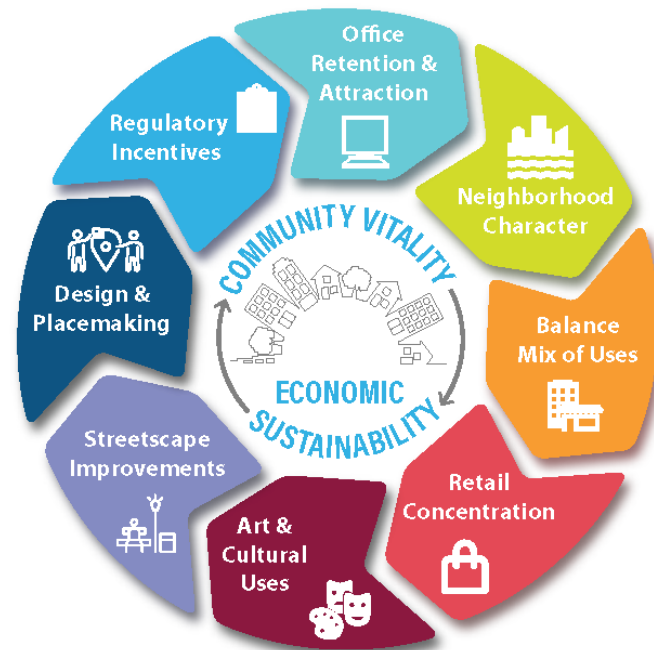 Office
Retention &
Attraction
Neighborhood
Character
Balance
Mix of Uses
Retail
Concentration
Art &
Cultural
Uses
Streetscape
Improvements
Design &
Placemaking
Regulatory
Incentives
COMMUNITY VITALITY
ECONOMIC
SUSTAINABILITY